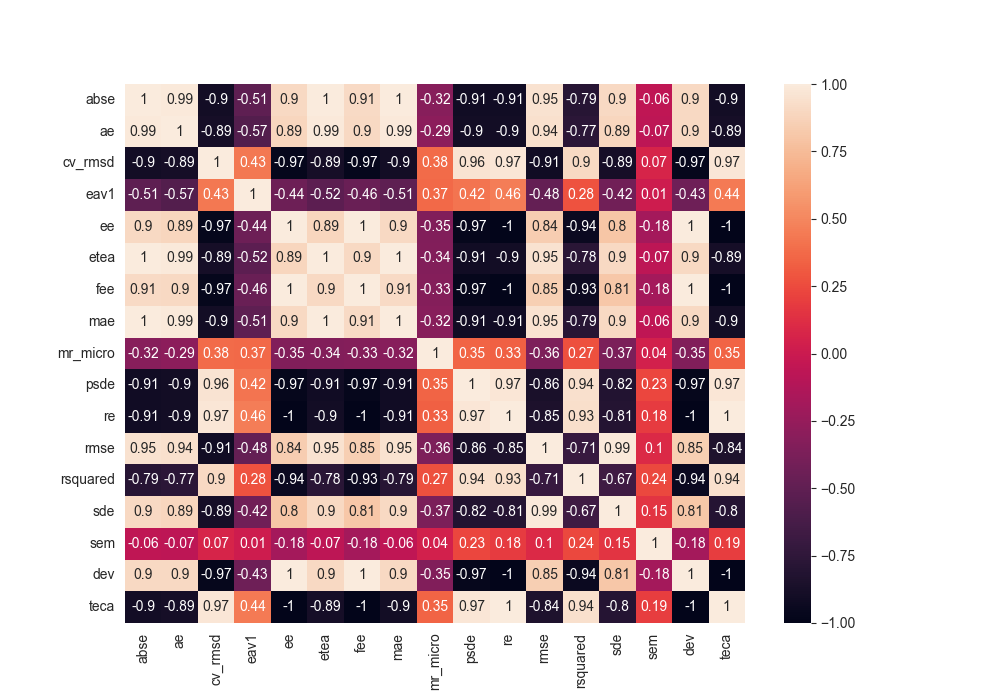 abse 1 0.99 -0.9 -0.51 0.9 1 0.91 1 -0.32 -0.91 -0.91 0.95 -0.79 0.9 -0.06 0.9 -0.9
ae 0.99 1 -0.89 -0.57 0.89 0.99 0.9 0.99 -0.29 -0.9 -0.9 0.94 -0.77 0.89 -0.07 0.9 -0.89
cv_rmsd -0.9 -0.89 1 0.43 -0.97 -0.89 -0.97 -0.9 0.38 0.96 0.97 -0.91 0.9 -0.89 0.07 -0.97 0.97
eav1 -0.51 -0.57 0.43 1 -0.44 -0.52 -0.46 -0.51 0.37 0.42 0.46 -0.48 0.28 -0.42 0.01 -0.43 0.44
ee 0.9 0.89 -0.97 -0.44 1 0.89 1 0.9 -0.35 -0.97 -1 0.84 -0.94 0.8 -0.18 1 -1
etea 1 0.99 -0.89 -0.52 0.89 1 0.9 1 -0.34 -0.91 -0.9 0.95 -0.78 0.9 -0.07 0.9 -0.89
fee 0.91 0.9 -0.97 -0.46 1 0.9 1 0.91 -0.33 -0.97 -1 0.85 -0.93 0.81 -0.18 1 -1
mae 1 0.99 -0.9 -0.51 0.9 1 0.91 1 -0.32 -0.91 -0.91 0.95 -0.79 0.9 -0.06 0.9 -0.9
mr_micro -0.32 -0.29 0.38 0.37 -0.35 -0.34 -0.33 -0.32 1 0.35 0.33 -0.36 0.27 -0.37 0.04 -0.35 0.35
psde -0.91 -0.9 0.96 0.42 -0.97 -0.91 -0.97 -0.91 0.35 1 0.97 -0.86 0.94 -0.82 0.23 -0.97 0.97
re -0.91 -0.9 0.97 0.46 -1 -0.9 -1 -0.91 0.33 0.97 1 -0.85 0.93 -0.81 0.18 -1 1
rmse 0.95 0.94 -0.91 -0.48 0.84 0.95 0.85 0.95 -0.36 -0.86 -0.85 1 -0.71 0.99 0.1 0.85 -0.84
rsquared -0.79 -0.77 0.9 0.28 -0.94 -0.78 -0.93 -0.79 0.27 0.94 0.93 -0.71 1 -0.67 0.24 -0.94 0.94
sde 0.9 0.89 -0.89 -0.42 0.8 0.9 0.81 0.9 -0.37 -0.82 -0.81 0.99 -0.67 1 0.15 0.81 -0.8
sem -0.06 -0.07 0.07 0.01 -0.18 -0.07 -0.18 -0.06 0.04 0.23 0.18 0.1 0.24 0.15 1 -0.18 0.19
dev 0.9 0.9 -0.97 -0.43 1 0.9 1 0.9 -0.35 -0.97 -1 0.85 -0.94 0.81 -0.18 1 -1
teca -0.9 -0.89 0.97 0.44 -1 -0.89 -1 -0.9 0.35 0.97 1 -0.84 0.94 -0.8 0.19 -1 1
abse ae cv_rmsd eav1 ee etea fee mae mr_micro psde re rmse rsquared sde sem dev teca
1.00
0.75
0.50
0.25
0.00
−0.25
−0.50
−0.75
−1.00